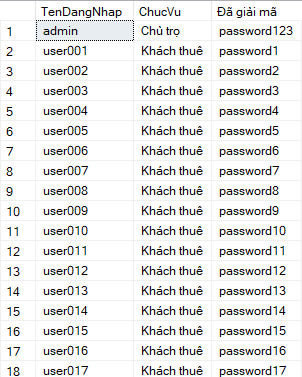 TenDangNhap ChucVu Đã giải mã
1 admin Chủ trọ password123
2 user001 Khách thuê password1
3 user002 Khách thuê password2
4 user003 Khách thuê password3
5 user004 Khách thuê password4
6 user005 Khách thuê password5
7 user006 Khách thuê password6
8 user007 Khách thuê password7
9 user008 Khách thuê password8
10 user009 Khách thuê password9
11 user010 Khách thuê password10
12 user011 Khách thuê password11
13 user012 Khách thuê password12
14 user013 Khách thuê password13
15 user014 Khách thuê password14
16 user015 Khách thuê password15
17 user016 Khách thuê password16
18 user017 Khách thuê password17